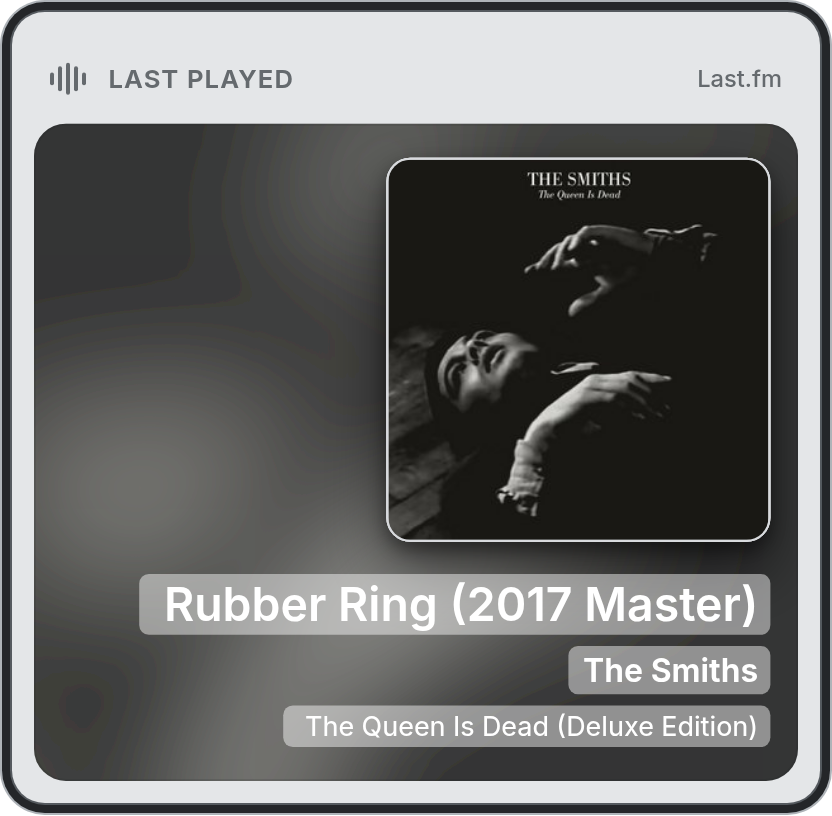 LAST PLAYED
Last.fm
THE SMITHS
The Queen Is Dead
Rubber Ring (2017 Master)
The Smiths
The Queen Is Dead (Deluxe Edition)